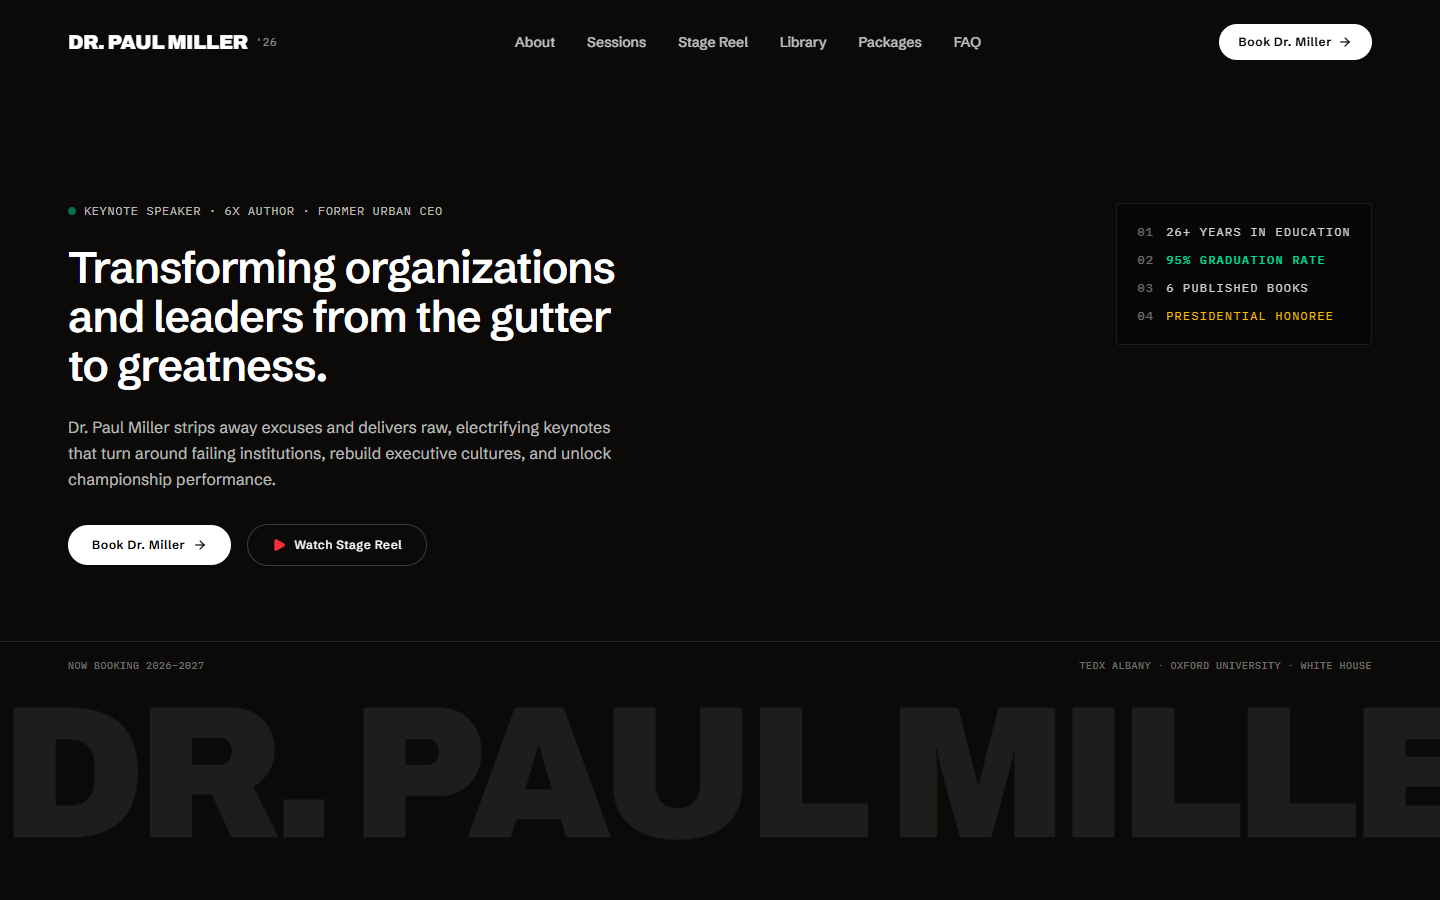 DR. PAUL MILLER '26
About Sessions Stage Reel Library Packages FAQ
Book Dr. Miller →
KEYNOTE SPEAKER · 6X AUTHOR · FORMER URBAN CEO
Transforming organizations
and leaders from the gutter
to greatness.
Dr. Paul Miller strips away excuses and delivers raw, electrifying keynotes
that turn around failing institutions, rebuild executive cultures, and unlock
championship performance.
Book Dr. Miller →
Watch Stage Reel
01 26+ YEARS IN EDUCATION
02 95% GRADUATION RATE
03 6 PUBLISHED BOOKS
04 PRESIDENTIAL HONOREE
NOW BOOKING 2026–2027
TEDX ALBANY · OXFORD UNIVERSITY · WHITE HOUSE
DR. PAUL MILLE